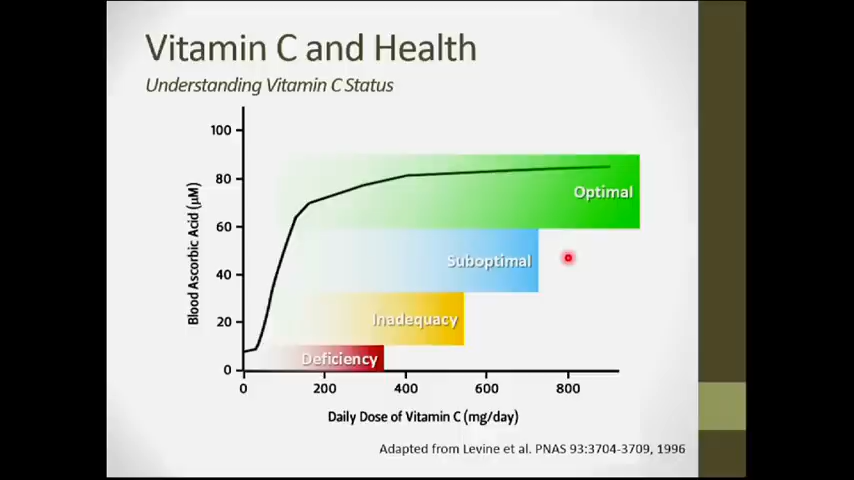 Vitamin C and Health
Understanding Vitamin C Status
100
80
60
40
20
0
Blood Ascorbic Acid (μM)
Optimal
Suboptimal
Inadequacy
Deficiency
0 200 400 600 800
Daily Dose of Vitamin C (mg/day)
Adapted from Levine et al. PNAS 93:3704-3709, 1996